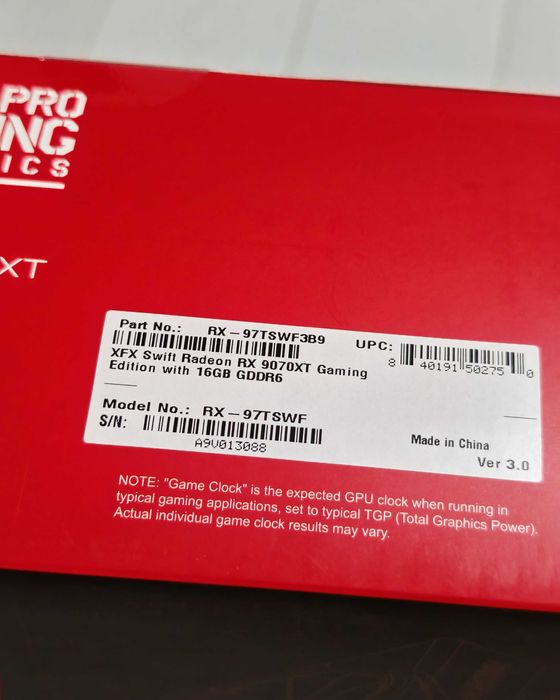 PRO
ING
ICS
XT
Part No.: RX-97TSWF3B9
UPC:
8 40191 50275 0
XFX Swift Radeon RX 9070XT Gaming
Edition with 16GB GDDR6
Model No.: RX-97TSWF
S/N:
A9V013088
Made in China
Ver 3.0
NOTE: "Game Clock" is the expected GPU clock when running in
typical gaming applications, set to typical TGP (Total Graphics Power).
Actual individual game clock results may vary.